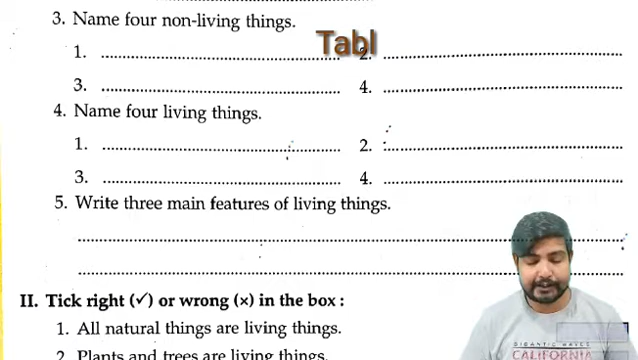 3. Name four non-living things.
Tabl
1. ........................................ 2. ........................................
3. ........................................ 4. ........................................
4. Name four living things.
1. ........................................ 2. ........................................
3. ........................................ 4. ........................................
5. Write three main features of living things.
II. Tick right (✓) or wrong (×) in the box :
1. All natural things are living things.
2. Plants and trees are living things.
GIGANTIC WAVES
CALIFORNIA